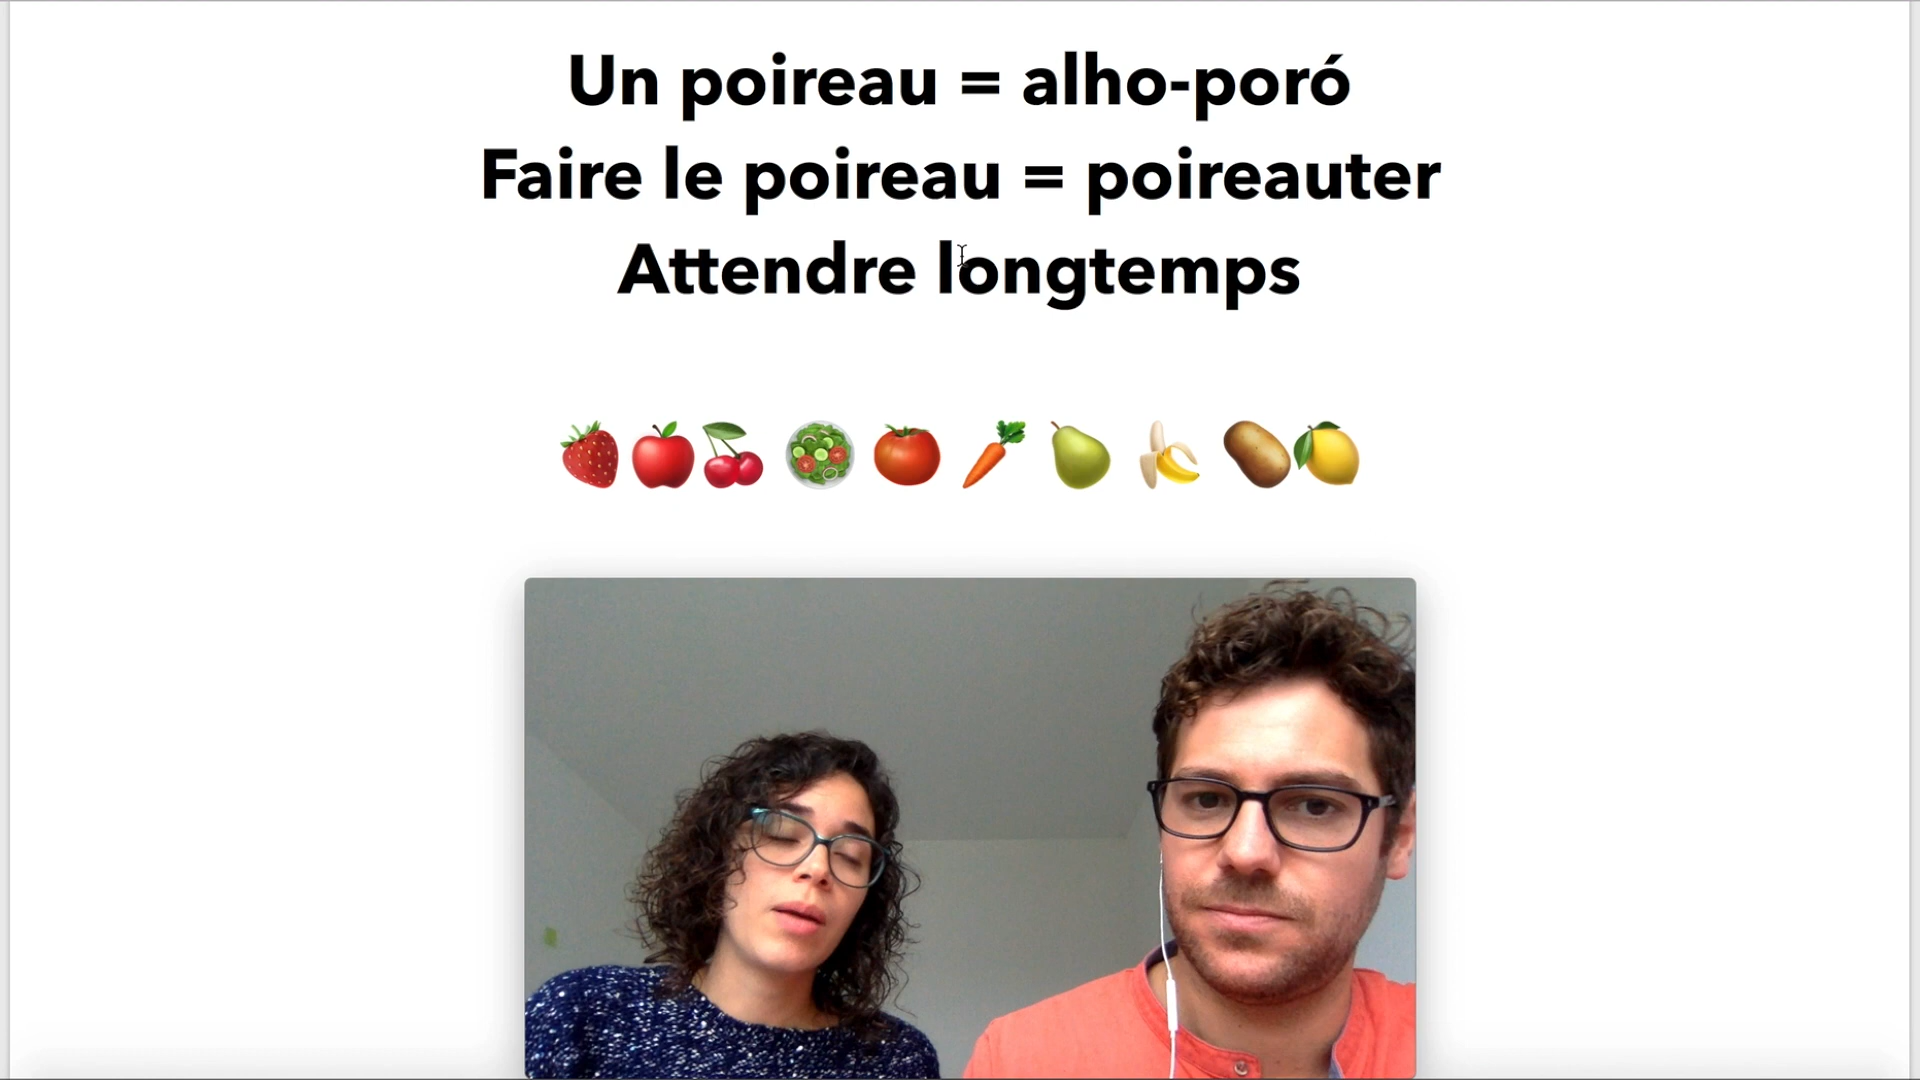 Un poireau = alho-poró
Faire le poireau = poireauter
Attendre longtemps